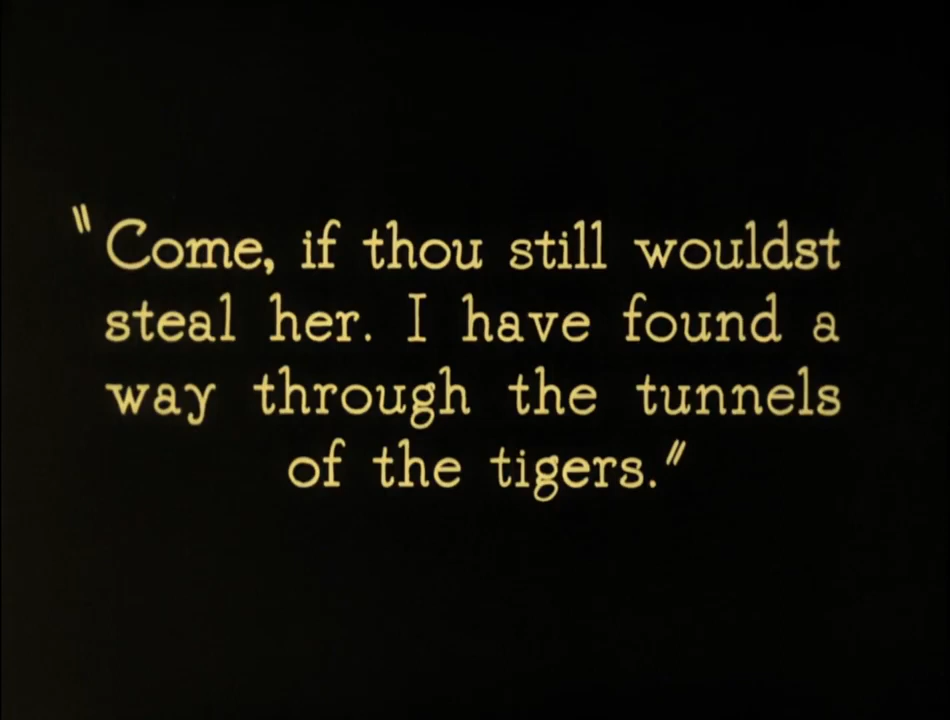 "Come, if thou still wouldst
steal her. I have found a
way through the tunnels
of the tigers."